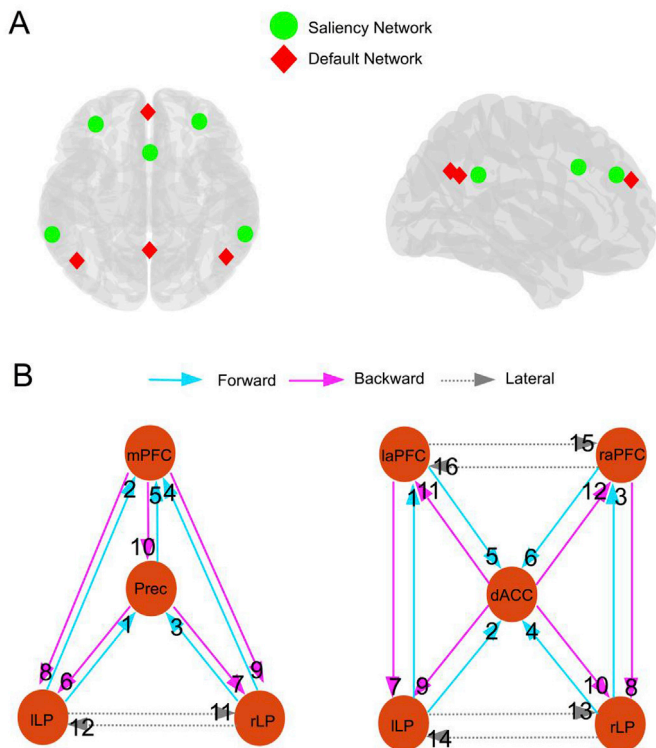 A
Saliency Network
Default Network
B
Forward
Backward
Lateral
mPFC
2
5
4
10
Prec
1
3
8
6
7
9
lLP
11
12
rLP
laPFC
15
16
raPFC
1
11
12
3
5
6
dACC
2
4
7
9
10
8
lLP
13
14
rLP